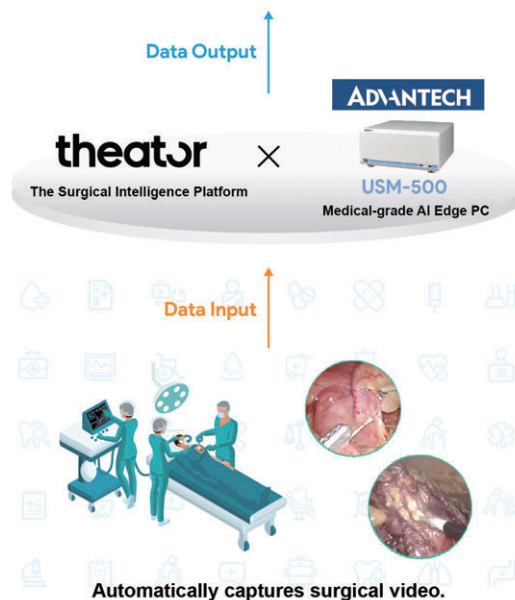 Data Output
ADVANTECH
theator
×
The Surgical Intelligence Platform
USM-500
Medical-grade AI Edge PC
Data Input
Automatically captures surgical video.